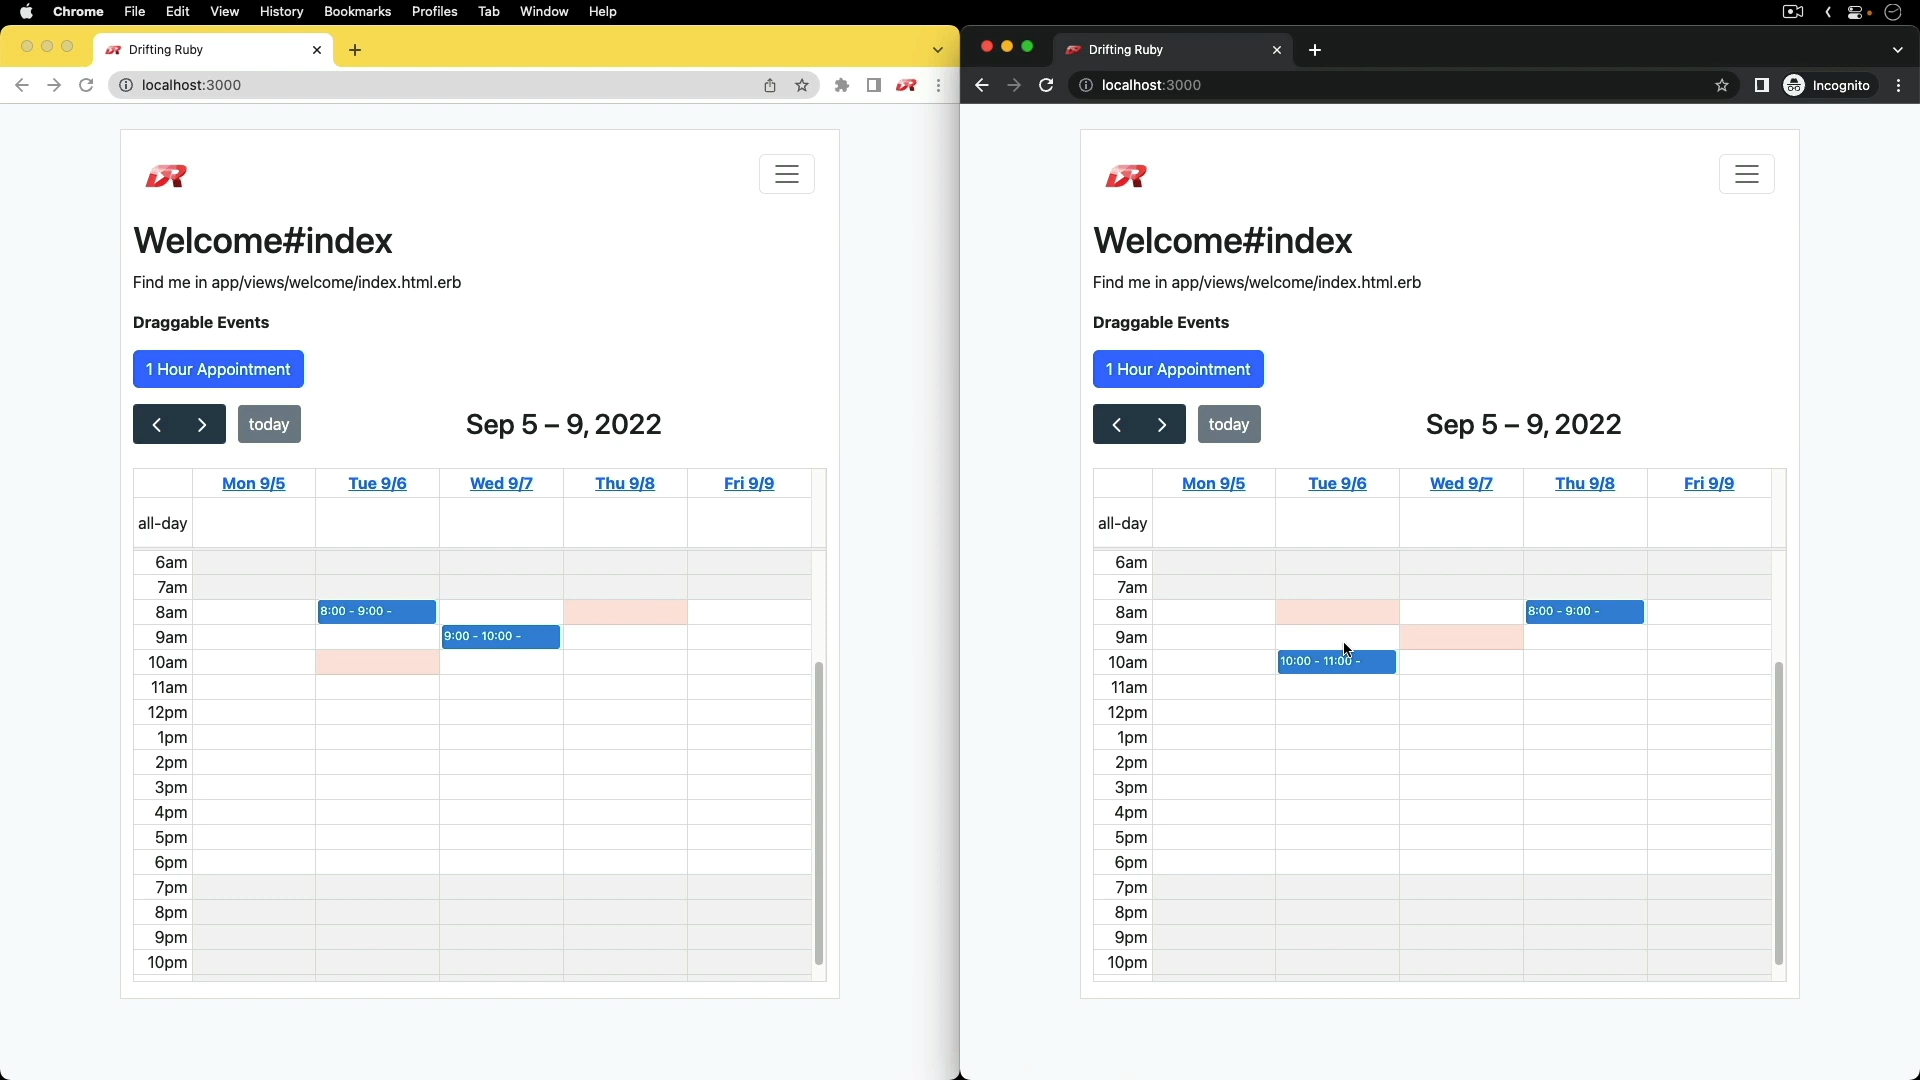 Chrome File Edit View History Bookmarks Profiles Tab Window Help
Drifting Ruby
localhost:3000
Welcome#index
Find me in app/views/welcome/index.html.erb
Draggable Events
1 Hour Appointment
today
Sep 5 – 9, 2022
Mon 9/5 Tue 9/6 Wed 9/7 Thu 9/8 Fri 9/9
all-day
6am
7am
8am 8:00 - 9:00 -
9am 9:00 - 10:00 -
10am
11am
12pm
1pm
2pm
3pm
4pm
5pm
6pm
7pm
8pm
9pm
10pm
Drifting Ruby
localhost:3000 Incognito
DR
Welcome#index
Find me in app/views/welcome/index.html.erb
Draggable Events
1 Hour Appointment
today
Sep 5 – 9, 2022
Mon 9/5 Tue 9/6 Wed 9/7 Thu 9/8 Fri 9/9
all-day
6am
7am
8am 8:00 - 9:00 -
9am
10am 10:00 - 11:00 -
11am
12pm
1pm
2pm
3pm
4pm
5pm
6pm
7pm
8pm
9pm
10pm